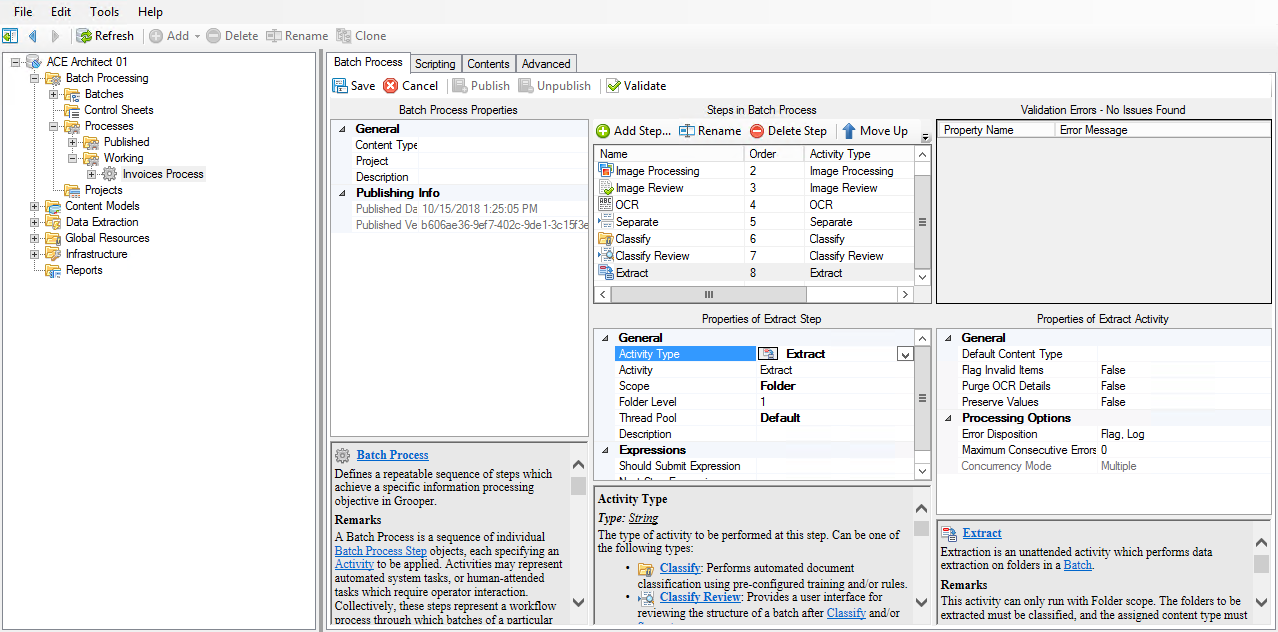 File Edit Tools Help
Refresh Add Delete Rename Clone
ACE Architect 01
Batch Processing
Batches
Control Sheets
Processes
Published
Working
Invoices Process
Projects
Content Models
Data Extraction
Global Resources
Infrastructure
Reports
Batch Process Scripting Contents Advanced
Save Cancel Publish Unpublish Validate
Batch Process Properties
General
Content Type
Project
Description
Publishing Info
Published Da 10/15/2018 1:25:05 PM
Published Ve b606ae36-9ef7-402c-9de1-3c15f3e
Batch Process
Defines a repeatable sequence of steps which
achieve a specific information processing
objective in Grooper.
Remarks
A Batch Process is a sequence of individual
Batch Process Step objects, each specifying an
Activity to be applied. Activities may represent
automated system tasks, or human-attended
tasks which require operator interaction.
Collectively, these steps represent a workflow
process through which batches of a particular
Steps in Batch Process
Add Step... Rename Delete Step Move Up
Name Order Activity Type
Image Processing 2 Image Processing
Image Review 3 Image Review
OCR 4 OCR
Separate 5 Separate
Classify 6 Classify
Classify Review 7 Classify Review
Extract 8 Extract
Properties of Extract Step
General
Activity Type Extract
Activity Extract
Scope Folder
Folder Level 1
Thread Pool Default
Description
Expressions
Should Submit Expression
Activity Type
Type: String
The type of activity to be performed at this step. Can be one of
the following types:
• Classify: Performs automated document
classification using pre-configured training and/or rules.
• Classify Review: Provides a user interface for
reviewing the structure of a batch after Classify and/or
Validation Errors - No Issues Found
Property Name Error Message
Properties of Extract Activity
General
Default Content Type
Flag Invalid Items False
Purge OCR Details False
Preserve Values False
Processing Options
Error Disposition Flag, Log
Maximum Consecutive Errors 0
Concurrency Mode Multiple
Extract
Extraction is an unattended activity which performs data
extraction on folders in a Batch.
Remarks
This activity can only run with Folder scope. The folders to be
extracted must be classified, and the assigned content type must